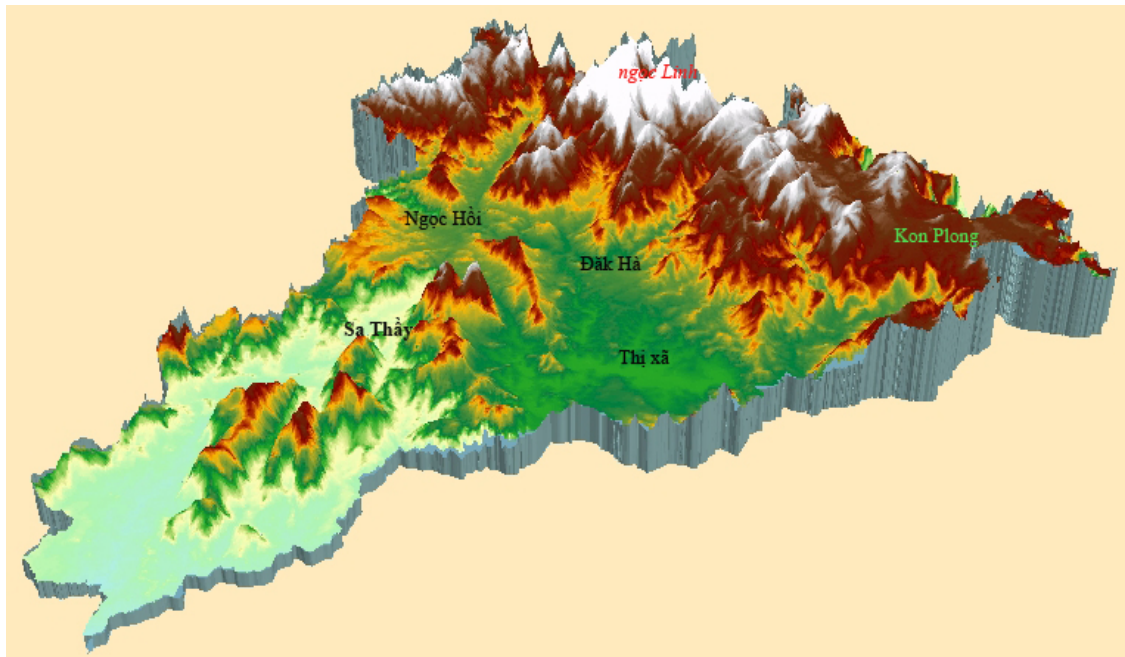 ngọc Linh
Ngọc Hồi
Kon Plong
Đăk Hà
Sa Thầy
Thị xã